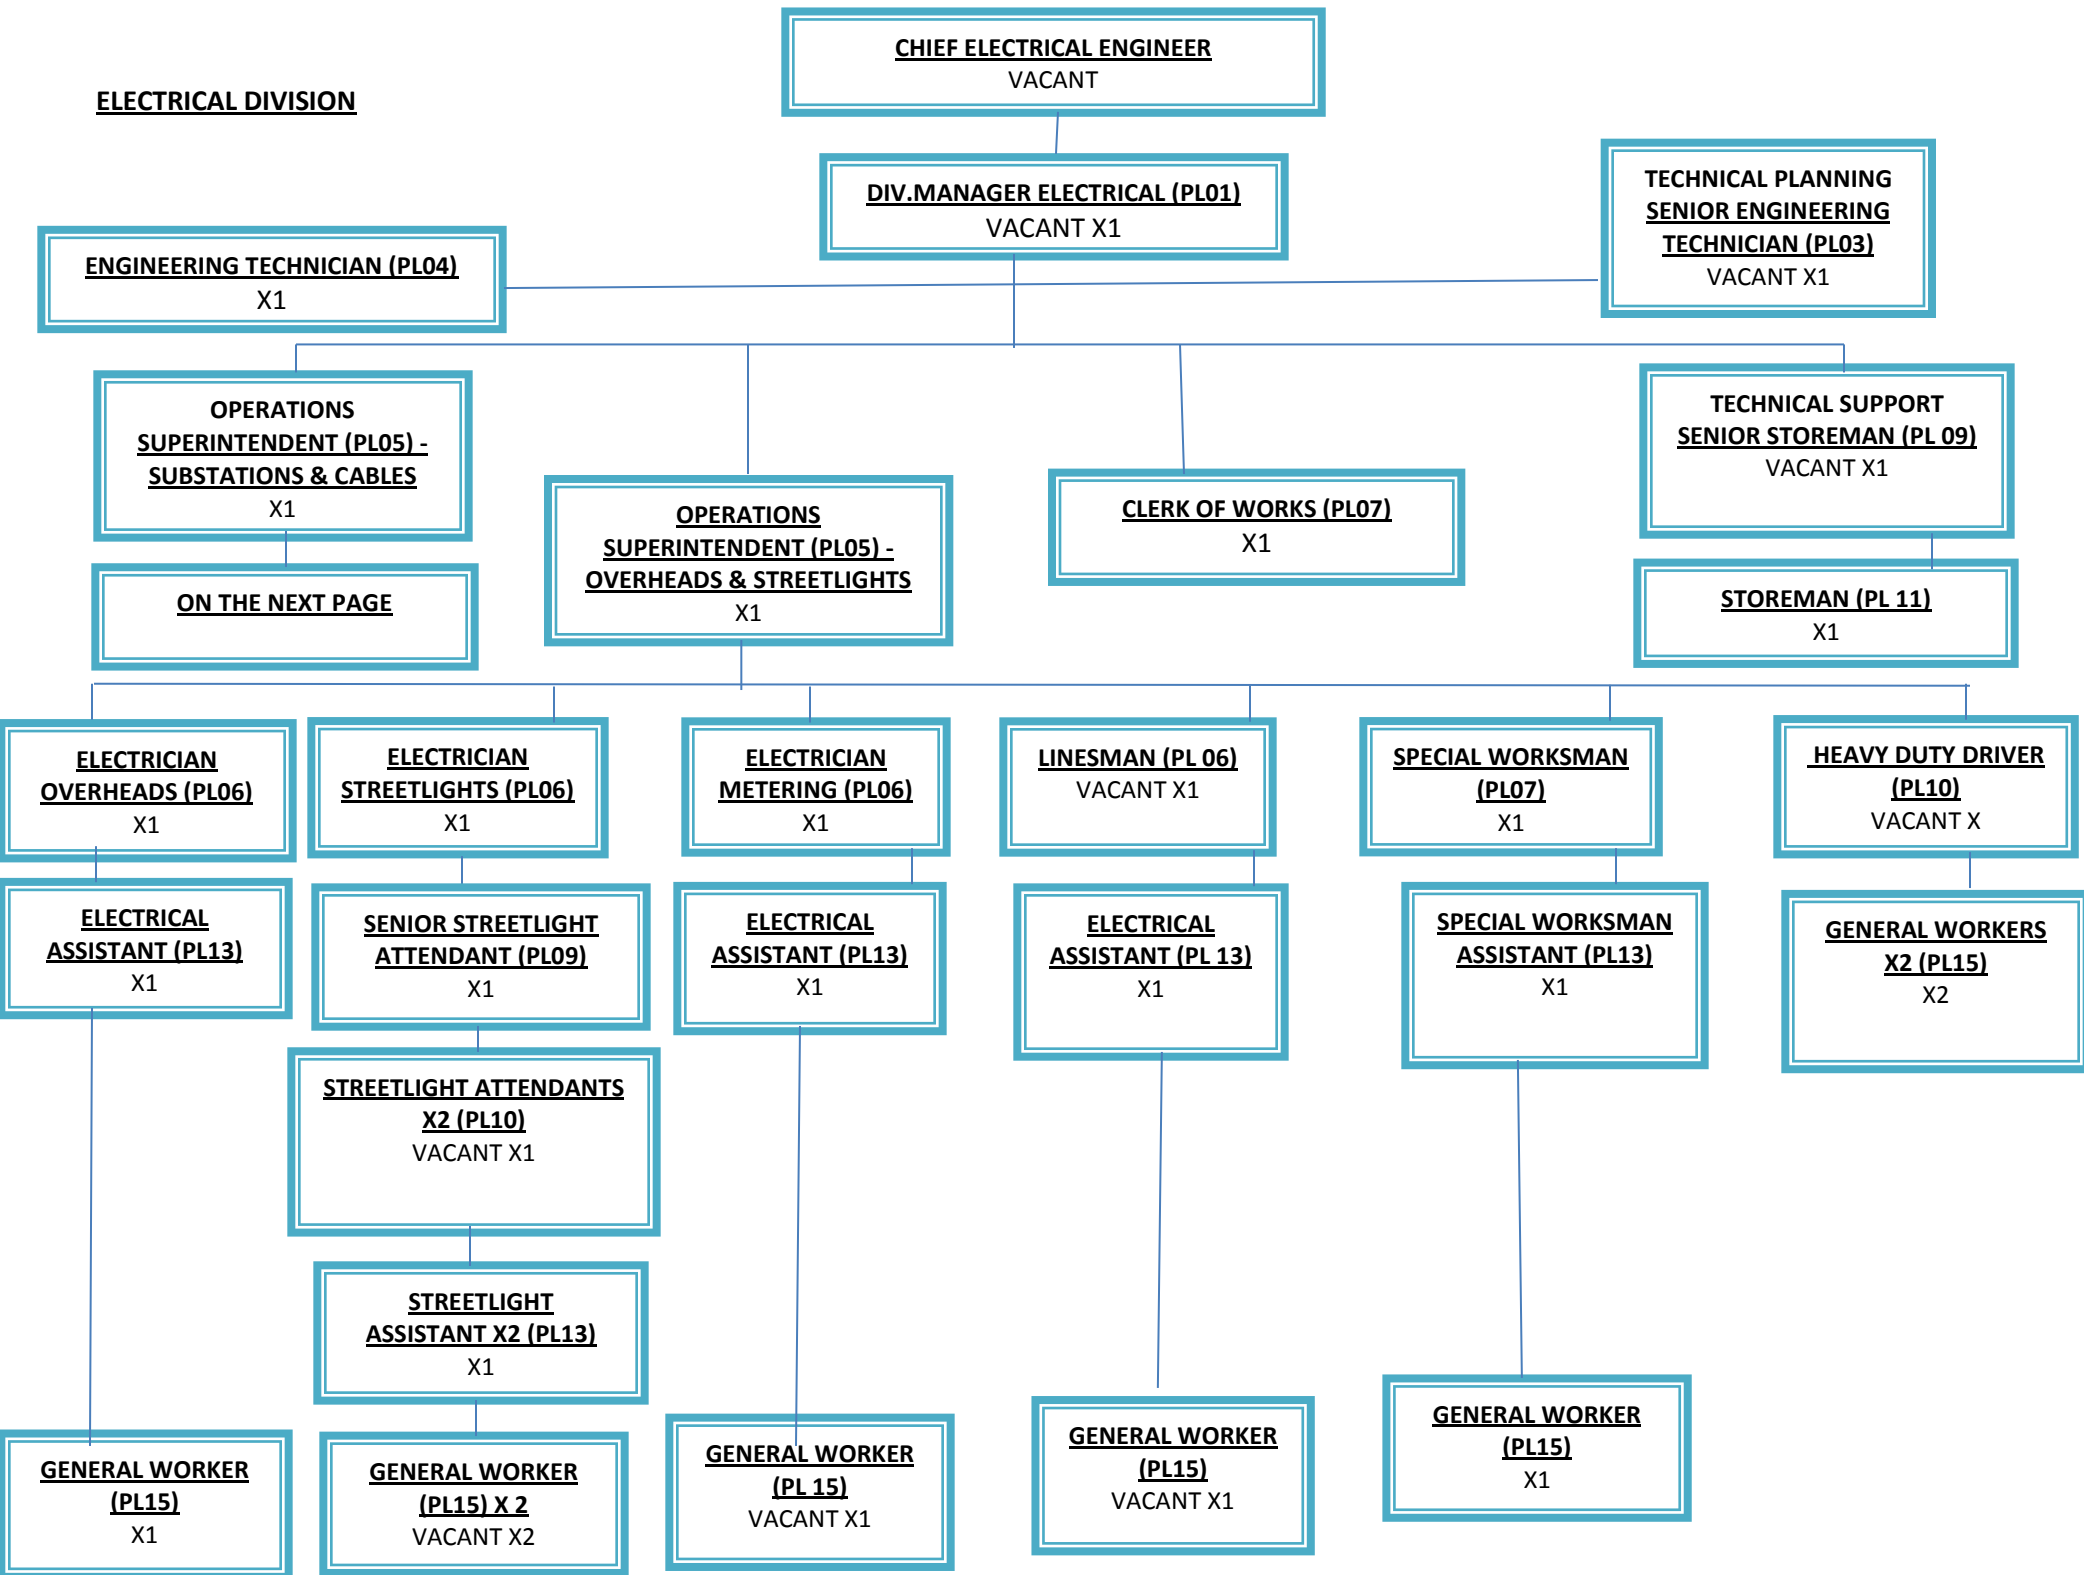 CHIEF ELECTRICAL ENGINEER
VACANT
ELECTRICAL DIVISION
DIV.MANAGER ELECTRICAL (PL01)
VACANT X1
TECHNICAL PLANNING
SENIOR ENGINEERING
TECHNICIAN (PL03)
VACANT X1
ENGINEERING TECHNICIAN (PL04)
X1
OPERATIONS
SUPERINTENDENT (PL05) -
SUBSTATIONS & CABLES
X1
ON THE NEXT PAGE
OPERATIONS
SUPERINTENDENT (PL05) -
OVERHEADS & STREETLIGHTS
X1
CLERK OF WORKS (PL07)
X1
TECHNICAL SUPPORT
SENIOR STOREMAN (PL 09)
VACANT X1
STOREMAN (PL 11)
X1
ELECTRICIAN
OVERHEADS (PL06)
X1
ELECTRICIAN
STREETLIGHTS (PL06)
X1
ELECTRICIAN
METERING (PL06)
X1
LINESMAN (PL 06)
VACANT X1
SPECIAL WORKSMAN
(PL07)
X1
HEAVY DUTY DRIVER
(PL10)
VACANT X
ELECTRICAL
ASSISTANT (PL13)
X1
SENIOR STREETLIGHT
ATTENDANT (PL09)
X1
ELECTRICAL
ASSISTANT (PL13)
X1
ELECTRICAL
ASSISTANT (PL 13)
X1
SPECIAL WORKSMAN
ASSISTANT (PL13)
X1
GENERAL WORKERS
X2 (PL15)
X2
STREETLIGHT ATTENDANTS
X2 (PL10)
VACANT X1
STREETLIGHT
ASSISTANT X2 (PL13)
X1
GENERAL WORKER
(PL15)
X1
GENERAL WORKER
(PL15) X 2
VACANT X2
GENERAL WORKER
(PL 15)
VACANT X1
GENERAL WORKER
(PL15)
VACANT X1
GENERAL WORKER
(PL15)
X1